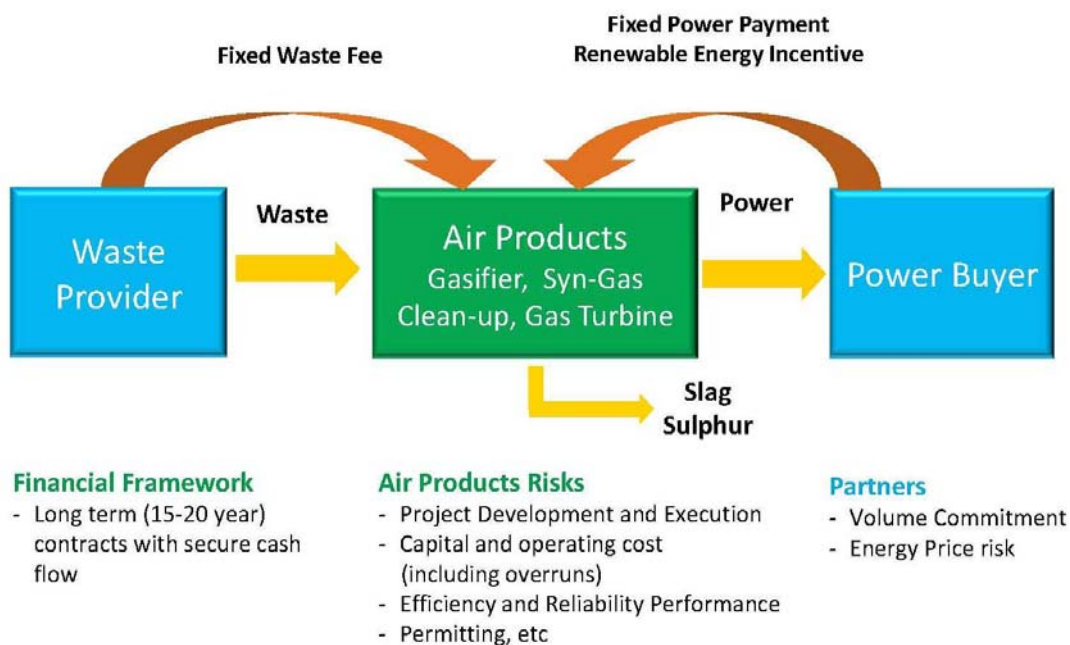 Fixed Waste Fee
Fixed Power Payment
Renewable Energy Incentive
Waste
Provider
Waste
Air Products
Gasifier, Syn-Gas
Clean-up, Gas Turbine
Power
Power Buyer
Slag
Sulphur
Financial Framework
- Long term (15-20 year)
contracts with secure cash
flow
Air Products Risks
- Project Development and Execution
- Capital and operating cost
(including overruns)
- Efficiency and Reliability Performance
- Permitting, etc
Partners
- Volume Commitment
- Energy Price risk